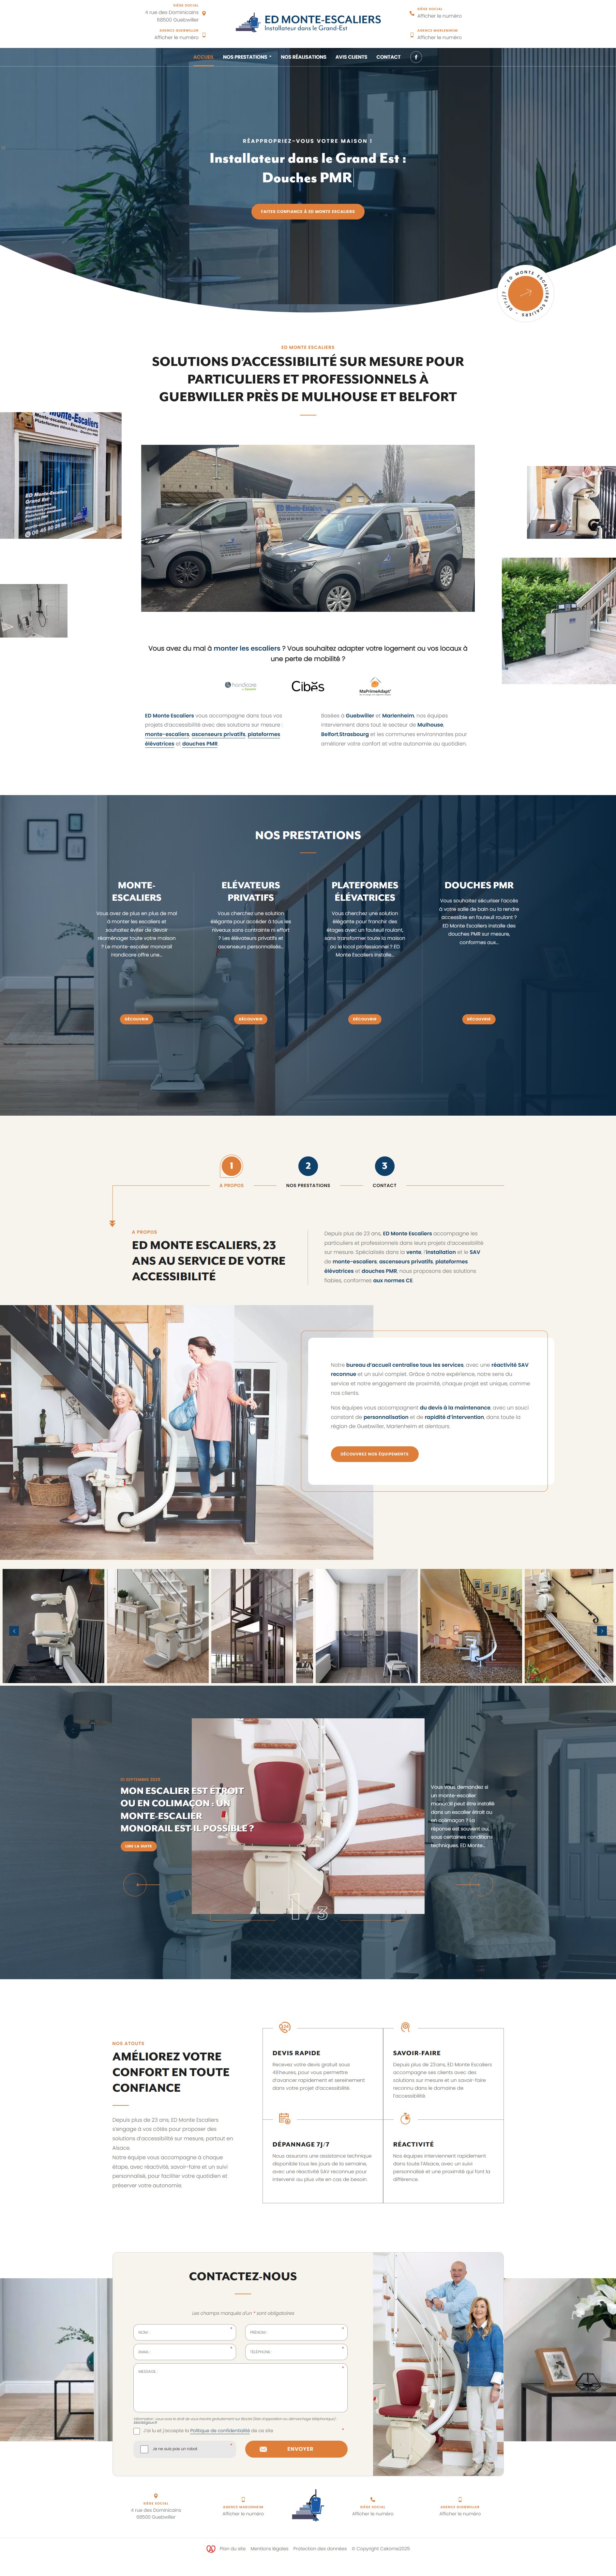 SIÈGE SOCIAL
4 rue des Dominicains
68500 Guebwiller
AGENCE GUEBWILLER
Afficher le numéro
ED MONTE-ESCALIERS
Installateur dans le Grand-Est
SIÈGE SOCIAL
Afficher le numéro
AGENCE MARLENHEIM
Afficher le numéro
ACCUEIL
NOS PRESTATIONS
NOS RÉALISATIONS
AVIS CLIENTS
CONTACT
RÉAPPROPRIEZ-VOUS VOTRE MAISON !
Installateur dans le Grand Est :
Douches PMR
FAITES CONFIANCE À ED MONTE ESCALIERS
ED MONTE ESCALIERS
SOLUTIONS D'ACCESSIBILITÉ SUR MESURE POUR
PARTICULIERS ET PROFESSIONNELS À
GUEBWILLER PRÈS DE MULHOUSE ET BELFORT
Vous avez du mal à monter les escaliers ? Vous souhaitez adapter votre logement ou vos locaux à
une perte de mobilité ?
handicare
Cibes
MaPrimeAdapt'
ED Monte Escaliers vous accompagne dans tous vos
projets d'accessibilité avec des solutions sur mesure :
monte-escaliers, ascenseurs privatifs, plateformes
élévatrices et douches PMR.
Basées à Guebwiller et Marlenheim, nos équipes
interviennent dans tout le secteur de Mulhouse,
Belfort,Strasbourg et les communes environnantes pour
améliorer votre confort et votre autonomie au quotidien.
NOS PRESTATIONS
MONTE-
ESCALIERS
Vous avez de plus en plus de mal
à monter les escaliers et
souhaitez éviter de devoir
réaménager toute votre maison
? Le monte-escalier monorail
Handicare offre une...
DÉCOUVRIR
ELÉVATEURS
PRIVATIFS
Vous cherchez une solution
élégante pour accéder à tous les
niveaux sans contrainte ni effort
? Les élévateurs privatifs et
ascenseurs personnalisés...
DÉCOUVRIR
PLATEFORMES
ÉLÉVATRICES
Vous cherchez une solution
élégante pour franchir des
étages avec un fauteuil roulant,
sans transformer toute la maison
ou le local professionnel ? ED
Monte Escaliers installe...
DÉCOUVRIR
DOUCHES PMR
Vous souhaitez sécuriser l'accès
à votre salle de bain ou la rendre
accessible en fauteuil roulant ?
ED Monte Escaliers installe des
douches PMR sur mesure,
conformes aux...
DÉCOUVRIR
1
2
3
A PROPOS
NOS PRESTATIONS
CONTACT
A PROPOS
ED MONTE ESCALIERS, 23
ANS AU SERVICE DE VOTRE
ACCESSIBILITÉ
Depuis plus de 23 ans, ED Monte Escaliers accompagne les
particuliers et professionnels dans leurs projets d'accessibilité
sur mesure. Spécialisés dans la vente, l'installation et le SAV
de monte-escaliers, ascenseurs privatifs, plateformes
élévatrices et douches PMR, nous proposons des solutions
fiables, conformes aux normes CE.
Notre bureau d'accueil centralise tous les services, avec une réactivité SAV
reconnue et un suivi complet. Grâce à notre expérience, notre sens du
service et notre engagement de proximité, chaque projet est unique, comme
nos clients.
Nos équipes vous accompagnent du devis à la maintenance, avec un souci
constant de personnalisation et de rapidité d'intervention, dans toute la
région de Guebwiller, Marlenheim et alentours.
DÉCOUVREZ NOS ÉQUIPEMENTS
MON ESCALIER EST ÉTROIT
OU EN COLIMAÇON : UN
MONTE-ESCALIER
MONORAIL EST-IL POSSIBLE ?
LIRE LA SUITE
Vous vous demandez si
un monte-escalier
monorail peut être installé
dans un escalier étroit ou
en colimaçon ? La
réponse est souvent oui,
sous certaines conditions
techniques. ED Monte...
1/3
NOS ATOUTS
AMÉLIOREZ VOTRE
CONFORT EN TOUTE
CONFIANCE
Depuis plus de 23 ans, ED Monte Escaliers
s'engage à vos côtés pour proposer des
solutions d'accessibilité sur mesure, partout en
Alsace.
Notre équipe vous accompagne à chaque
étape, avec réactivité, savoir-faire et un suivi
personnalisé, pour faciliter votre quotidien et
préserver votre autonomie.
DEVIS RAPIDE
Recevez votre devis gratuit sous
48 heures, pour vous permettre
d'avancer rapidement et sereinement
dans votre projet d'accessibilité.
SAVOIR-FAIRE
Depuis plus de 23 ans, ED Monte Escaliers
accompagne ses clients avec des
solutions sur mesure et un savoir-faire
reconnu dans le domaine de
l'accessibilité.
DÉPANNAGE 7J/7
Nous assurons une assistance technique
disponible tous les jours de la semaine,
avec une réactivité SAV reconnue pour
intervenir au plus vite en cas de besoin.
RÉACTIVITÉ
Nos équipes interviennent rapidement
dans toute l'Alsace, avec un suivi
personnalisé et une proximité qui font la
différence.
CONTACTEZ-NOUS
Les champs marqués d'un * sont obligatoires
NOM : *
PRÉNOM : *
EMAIL : *
TÉLÉPHONE : *
MESSAGE : *
J'ai lu et j'accepte la Politique de confidentialité de ce site *
Je ne suis pas un robot *
ENVOYER
SIÈGE SOCIAL
4 rue des Dominicains
68500 Guebwiller
AGENCE MARLENHEIM
Afficher le numéro
SIÈGE SOCIAL
Afficher le numéro
AGENCE GUEBWILLER
Afficher le numéro
Plan du site
Mentions légales
Protection des données
© Copyright Cekome2025